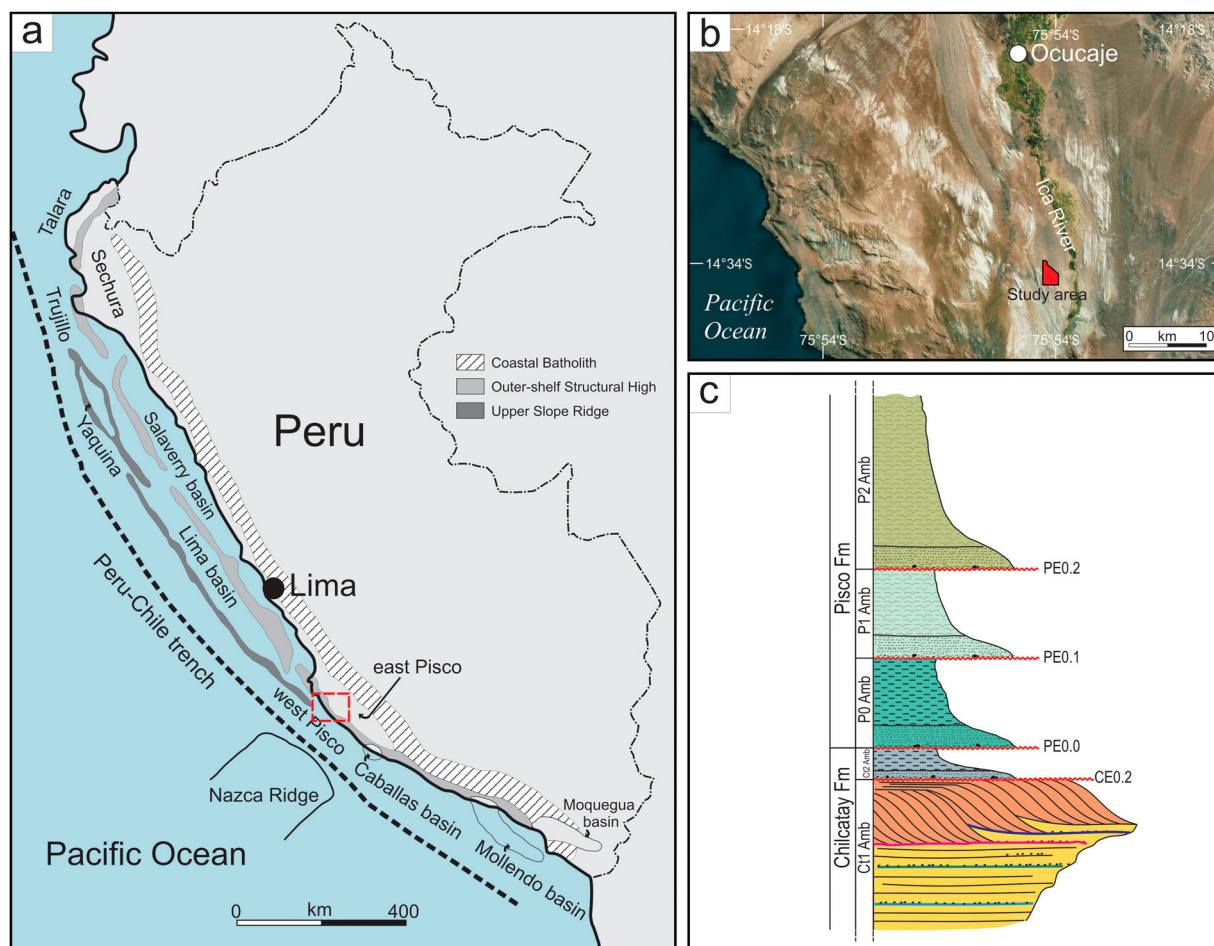 a
Talara
Sechura
Trujillo
Yaquina
Salaverry basin
Lima basin
Peru-Chile trench
Peru
Coastal Batholith
Outer-shelf Structural High
Upper Slope Ridge
Lima
east Pisco
west Pisco
Caballas basin
Nazca Ridge
Moquegua
basin
Mollendo basin
Pacific Ocean
0 km 400
b
14°18'S
75°54'S
14°18'S
Ocucaje
Ica River
14°34'S
14°34'S
Study area
Pacific
Ocean
75°54'S
75°54'S
0 km 10
c
Pisco Fm
P2 Amb
PE0.2
P1 Amb
PE0.1
P0 Amb
PE0.0
Chilcatay Fm
Ct2 Amb
CE0.2
Ct1 Amb